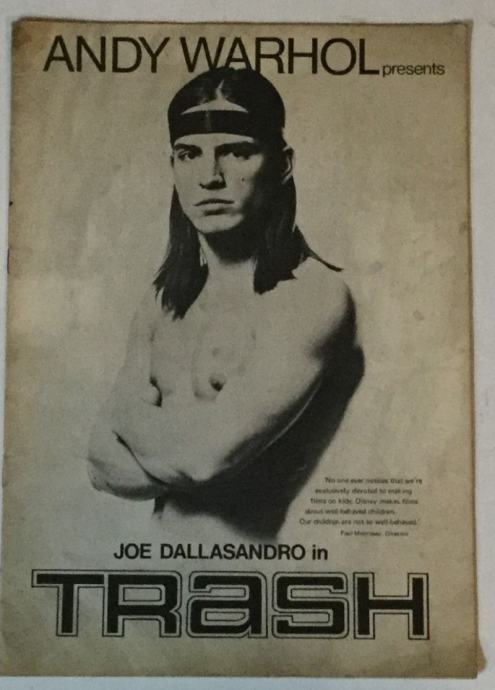 ANDY WARHOL presents
'No one ever notices that we're
exclusively devoted to making
films on kids. Disney makes films
about well-behaved children.
Our children are not so well-behaved.'
Paul Morrissey, Director
JOE DALLASANDRO in
TRaSH